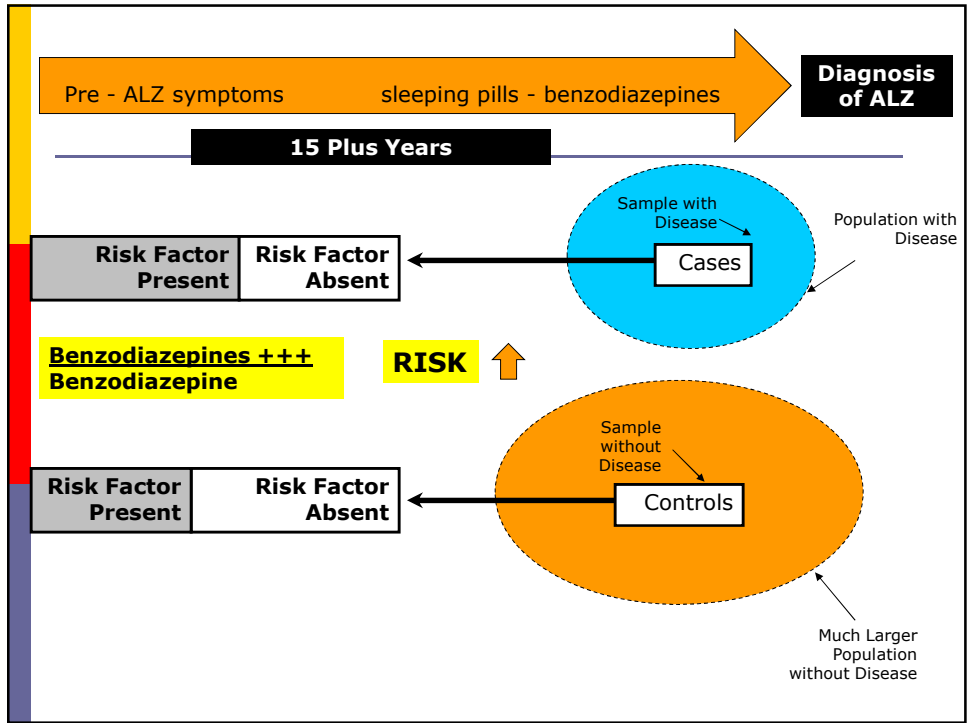 Pre - ALZ symptoms sleeping pills - benzodiazepines
Diagnosis
of ALZ
15 Plus Years
Sample with
Disease
Population with
Disease
Risk Factor
Present
Risk Factor
Absent
Cases
Benzodiazepines +++
Benzodiazepine
RISK
Sample
without
Disease
Risk Factor
Present
Risk Factor
Absent
Controls
Much Larger
Population
without Disease